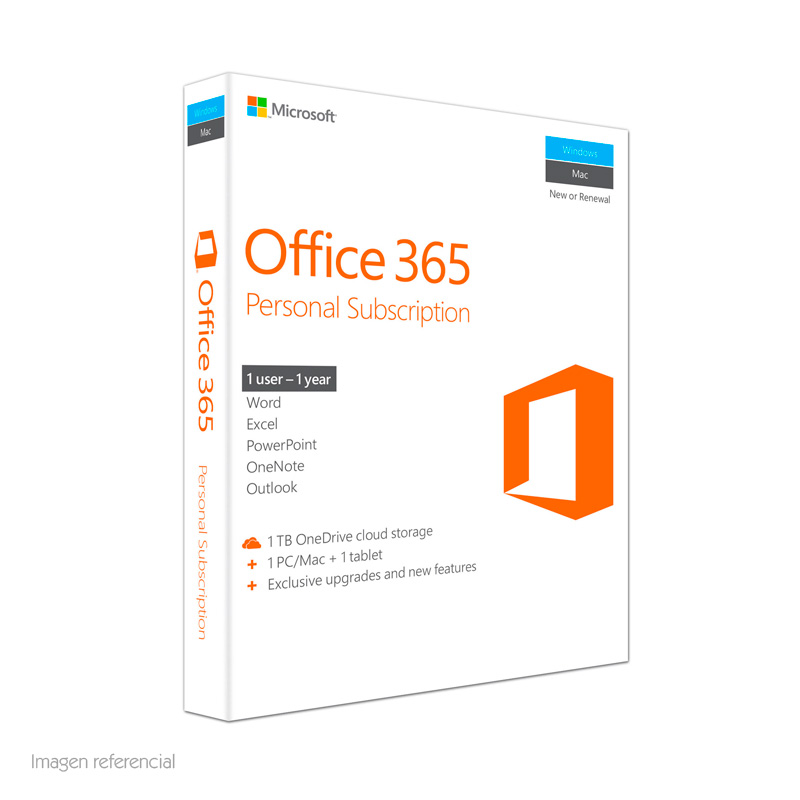 Windows
Mac
Office 365
Personal Subscription
Microsoft
Windows
Mac
New or Renewal
Office 365
Personal Subscription
1 user – 1 year
Word
Excel
PowerPoint
OneNote
Outlook
1 TB OneDrive cloud storage
+ 1 PC/Mac + 1 tablet
+ Exclusive upgrades and new features
Imagen referencial